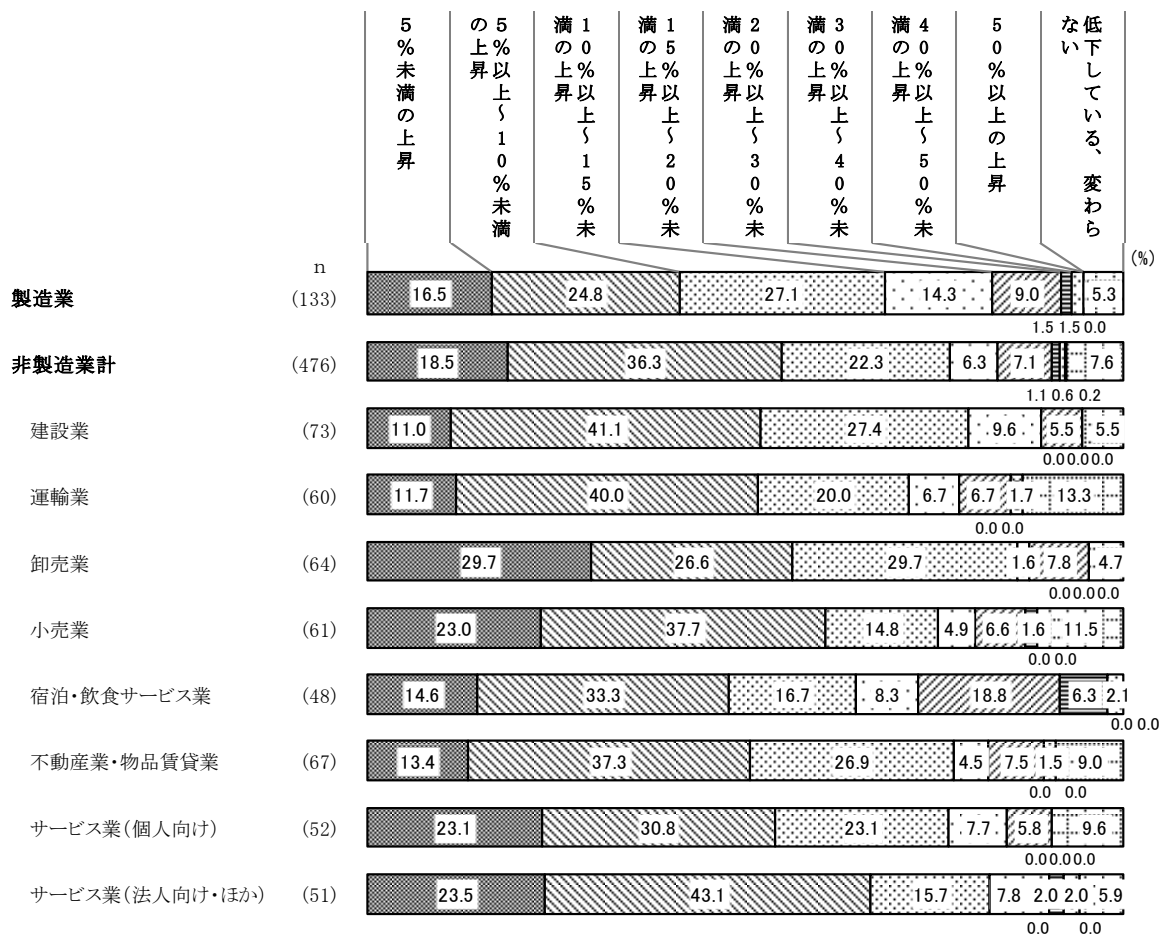 5%未満の上昇
5%以上～10%未満
の上昇
10%以上～15%未
満の上昇
15%以上～20%未
満の上昇
20%以上～30%未
満の上昇
30%以上～40%未
満の上昇
40%以上～50%未
満の上昇
50%以上の上昇
低下している、変わら
ない
(%)
n
製造業 (133) 16.5 24.8 27.1 14.3 9.0 5.3
1.5 1.5 0.0
非製造業計 (476) 18.5 36.3 22.3 6.3 7.1 7.6
1.1 0.6 0.2
建設業 (73) 11.0 41.1 27.4 9.6 5.5 5.5
0.0 0.0 0.0
運輸業 (60) 11.7 40.0 20.0 6.7 6.7 1.7 13.3
0.0 0.0
卸売業 (64) 29.7 26.6 29.7 1.6 7.8 4.7
0.0 0.0 0.0
小売業 (61) 23.0 37.7 14.8 4.9 6.6 1.6 11.5
0.0 0.0
宿泊・飲食サービス業 (48) 14.6 33.3 16.7 8.3 18.8 6.3 2.1
0.0 0.0
不動産業・物品賃貸業 (67) 13.4 37.3 26.9 4.5 7.5 1.5 9.0
0.0 0.0
サービス業(個人向け) (52) 23.1 30.8 23.1 7.7 5.8 9.6
0.0 0.0 0.0
サービス業(法人向け・ほか) (51) 23.5 43.1 15.7 7.8 2.0 2.0 5.9
0.0 0.0